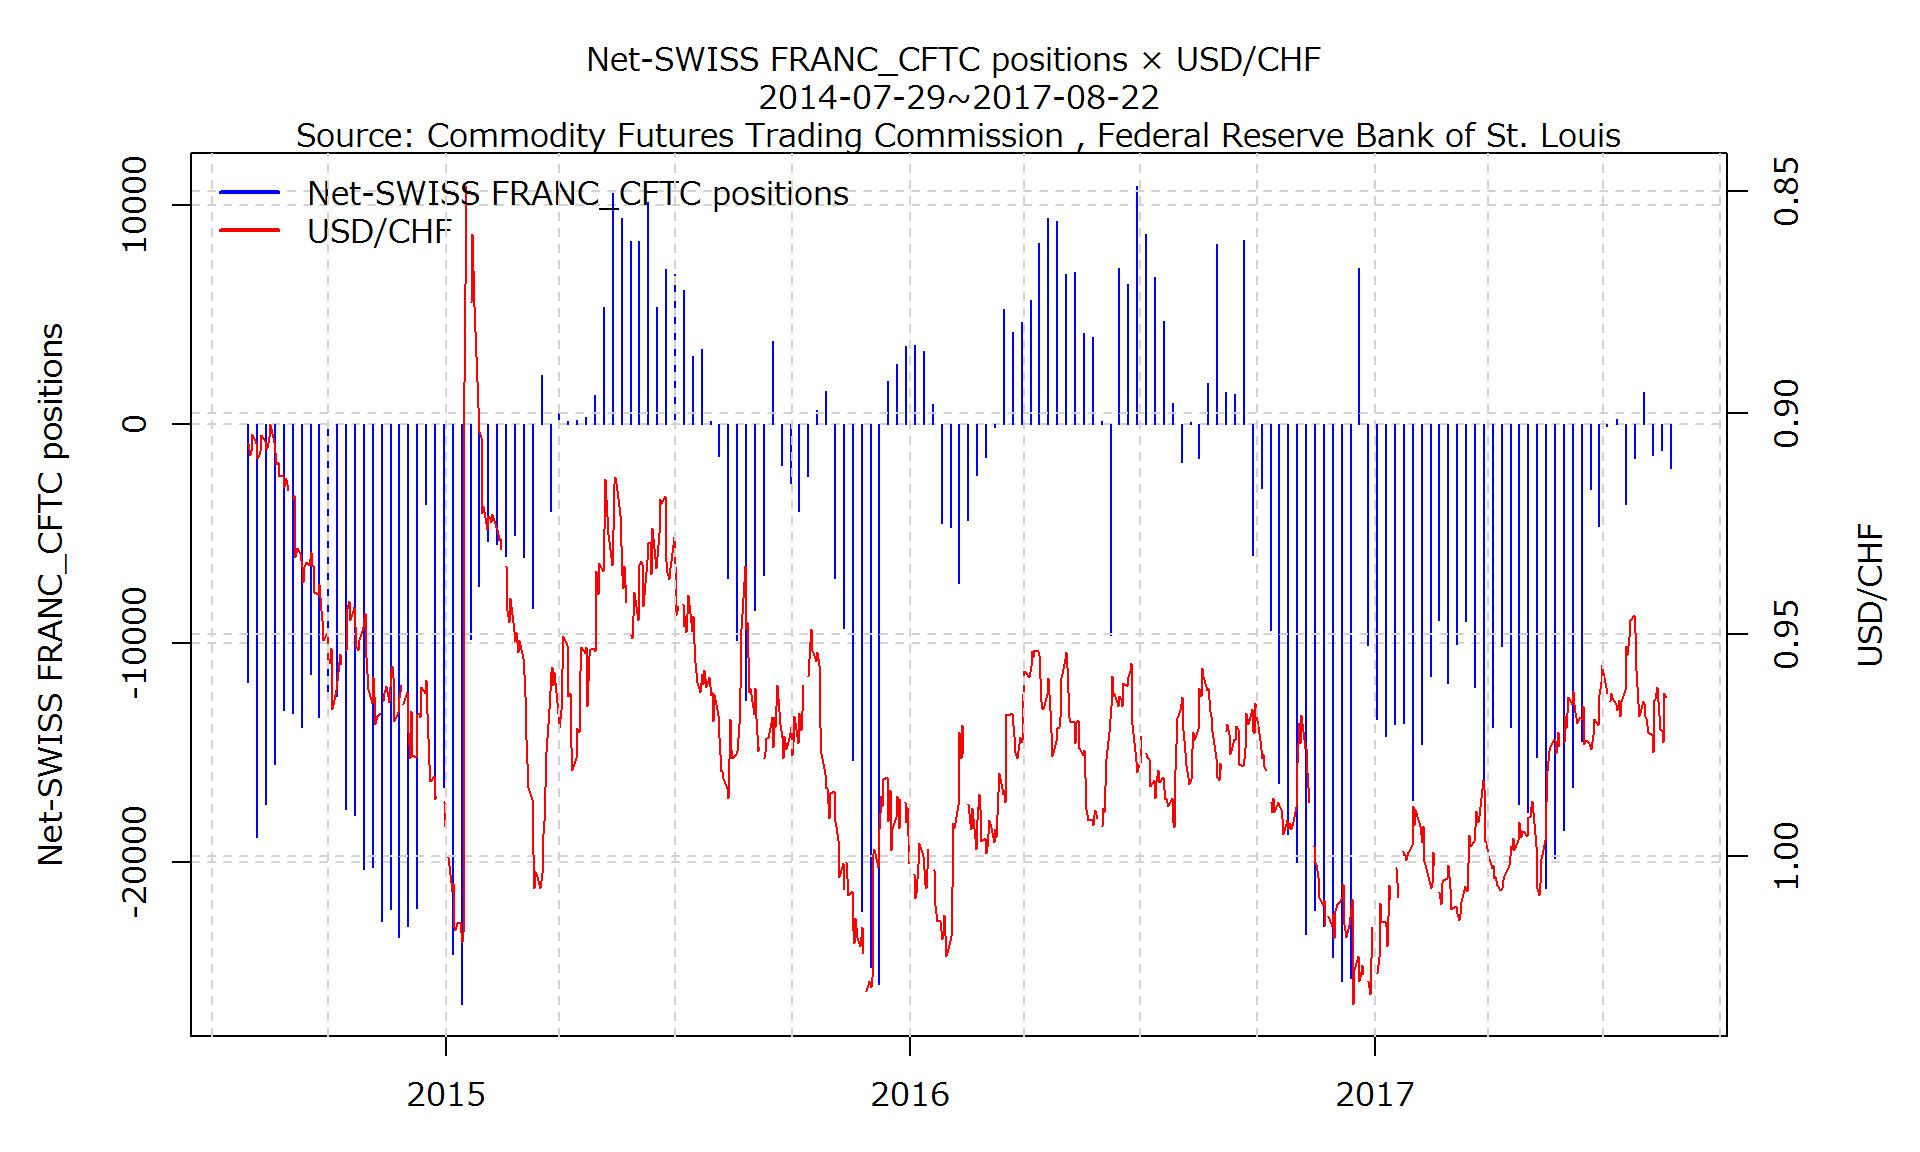 Net-SWISS FRANC_CFTC positions × USD/CHF
2014-07-29~2017-08-22
Source: Commodity Futures Trading Commission , Federal Reserve Bank of St. Louis
Net-SWISS FRANC_CFTC positions
USD/CHF
10000
0
-10000
-20000
Net-SWISS FRANC_CFTC positions
0.85
0.90
0.95
1.00
USD/CHF
2015
2016
2017